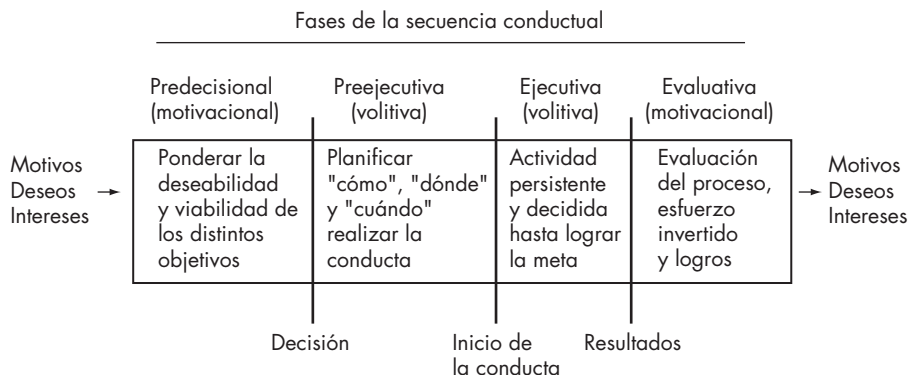 Fases de la secuencia conductual
Predecisional
(motivacional)
Preejecutiva
(volitiva)
Ejecutiva
(volitiva)
Evaluativa
(motivacional)
Motivos
Deseos
Intereses
Ponderar la
deseabilidad
y viabilidad de
los distintos
objetivos
Planificar
"cómo", "dónde"
y "cuándo"
realizar la
conducta
Actividad
persistente
y decidida
hasta lograr
la meta
Evaluación
del proceso,
esfuerzo
invertido
y logros
Motivos
Deseos
Intereses
Decisión
Inicio de
la conducta
Resultados